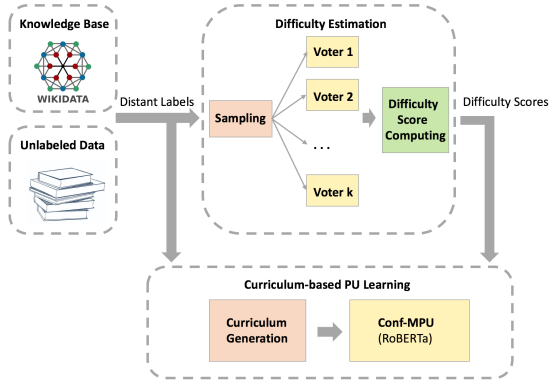 Knowledge Base
WIKIDATA
Unlabeled Data
Distant Labels
Difficulty Estimation
Sampling
Voter 1
Voter 2
...
Voter k
Difficulty
Score
Computing
Difficulty Scores
Curriculum-based PU Learning
Curriculum
Generation
Conf-MPU
(RoBERTa)